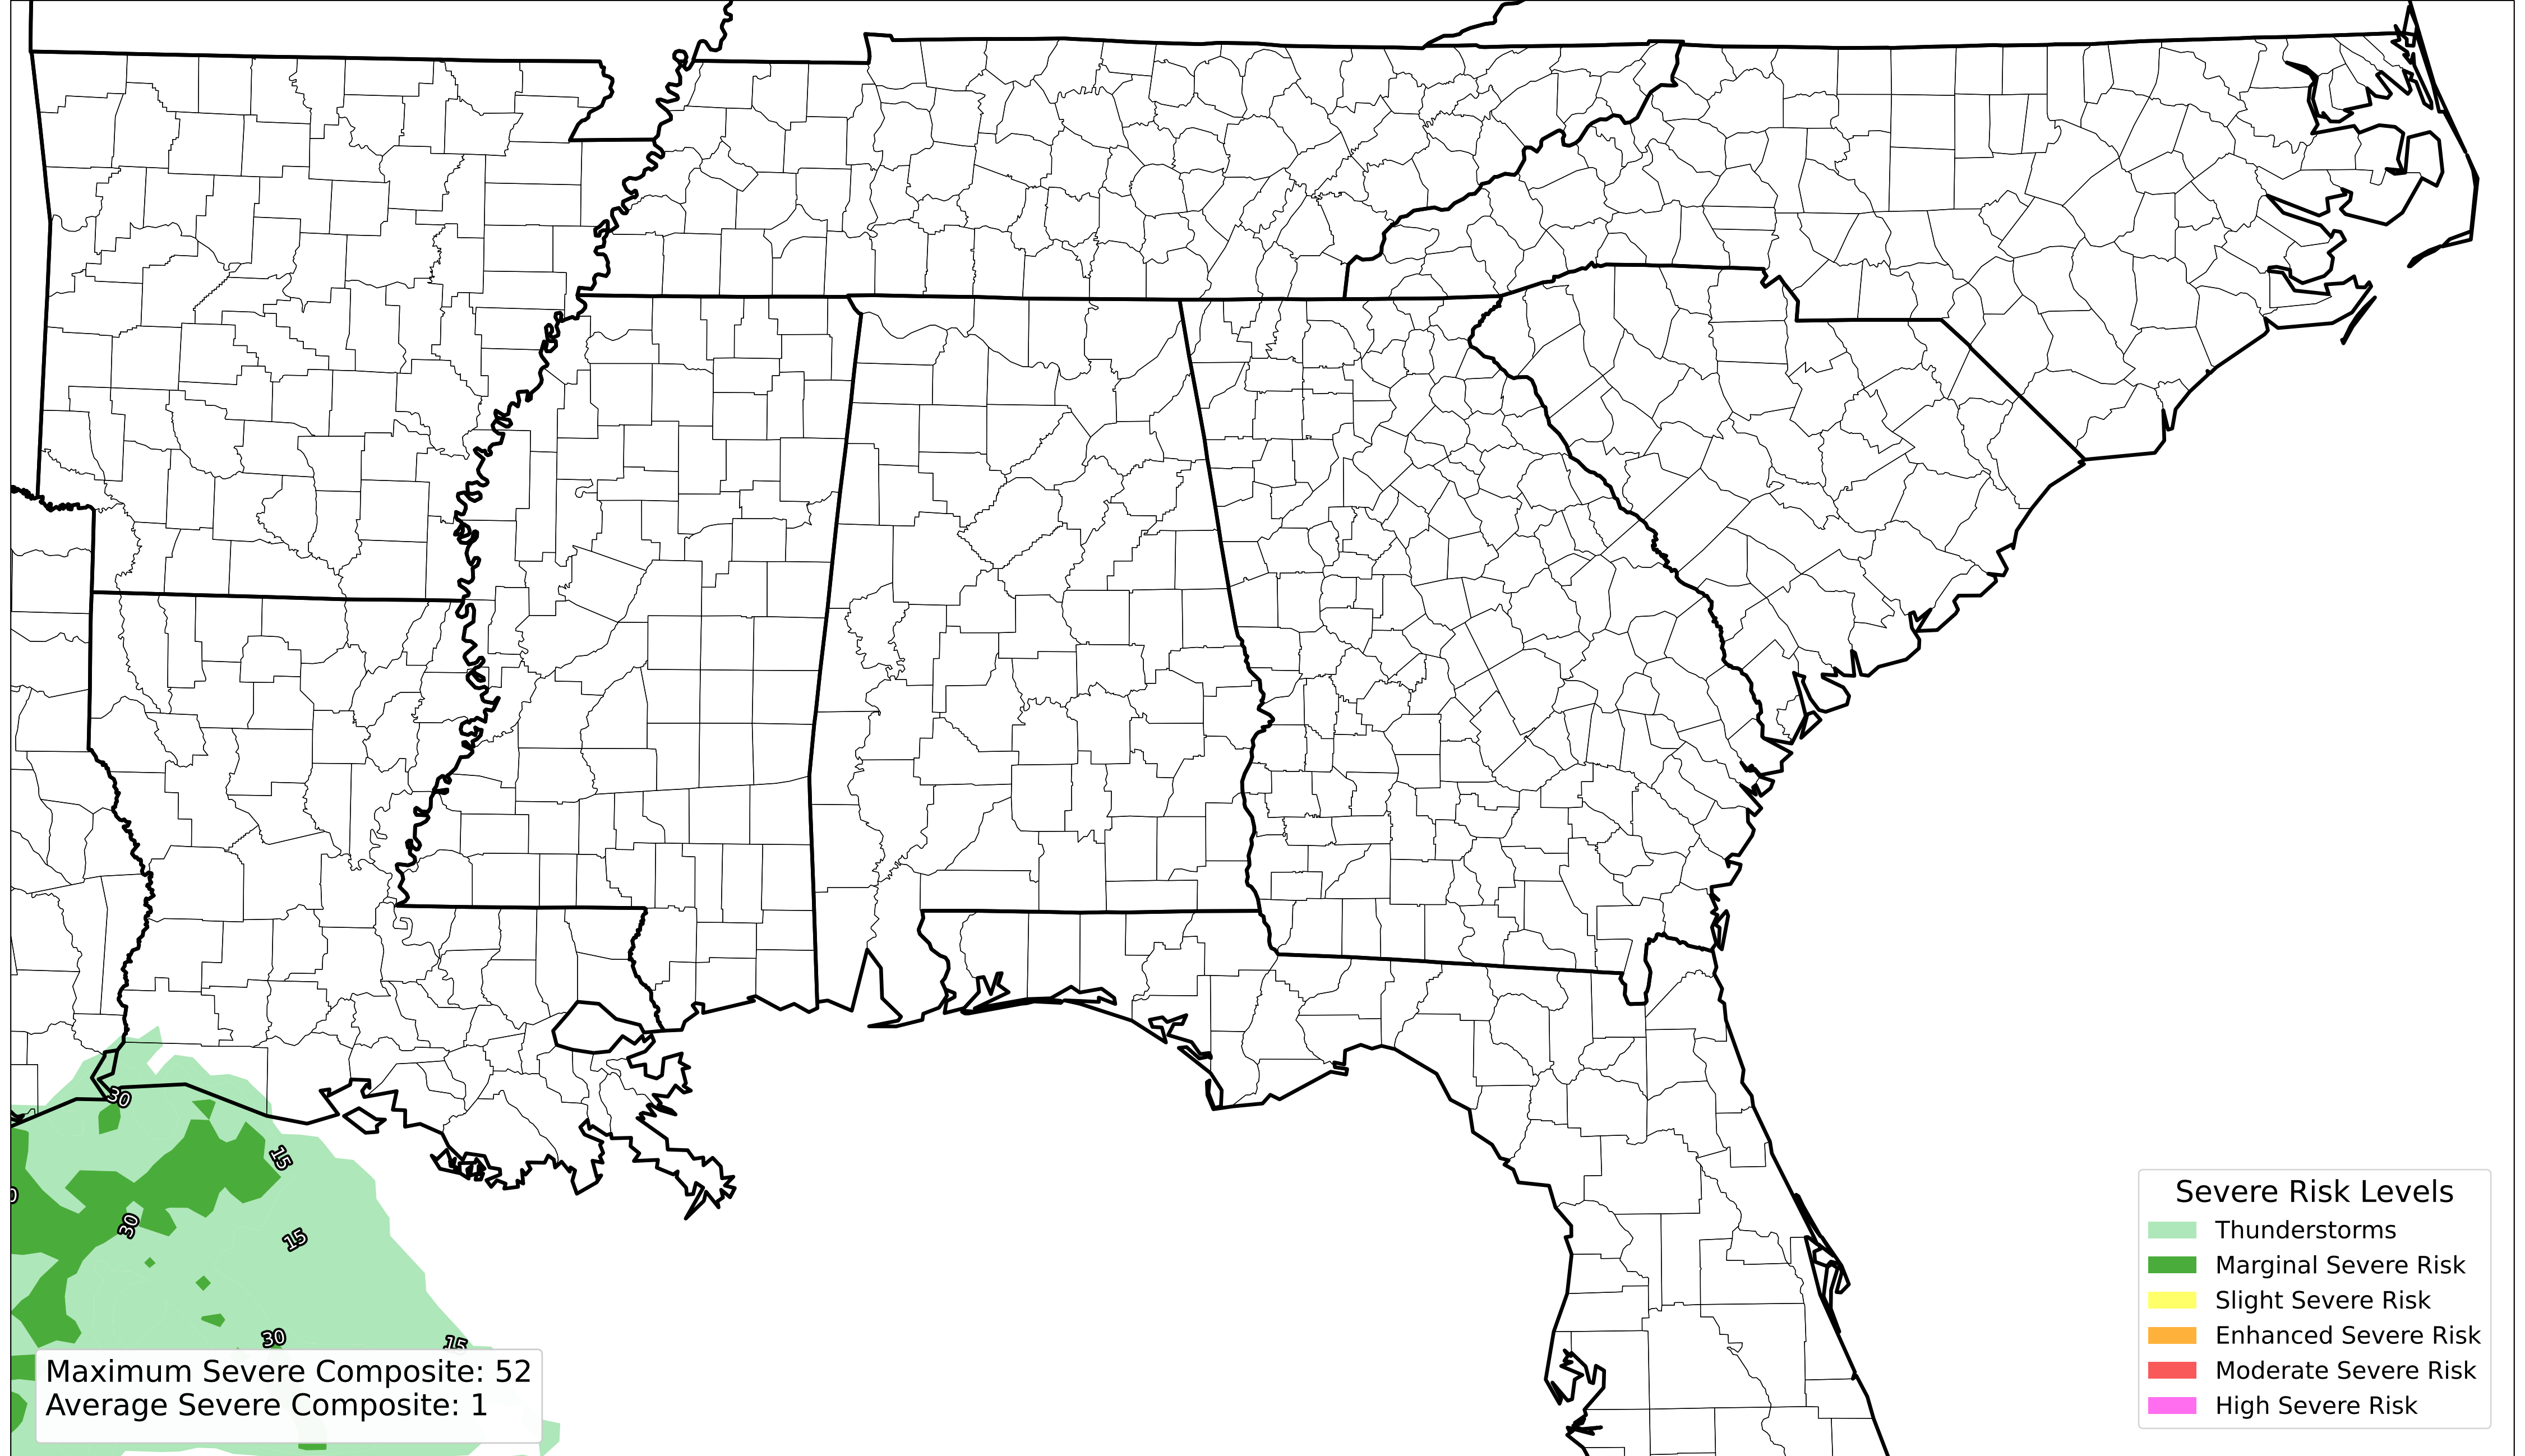 30
15
0
30
15
30
15
Maximum Severe Composite: 52
Average Severe Composite: 1
Severe Risk Levels
Thunderstorms
Marginal Severe Risk
Slight Severe Risk
Enhanced Severe Risk
Moderate Severe Risk
High Severe Risk